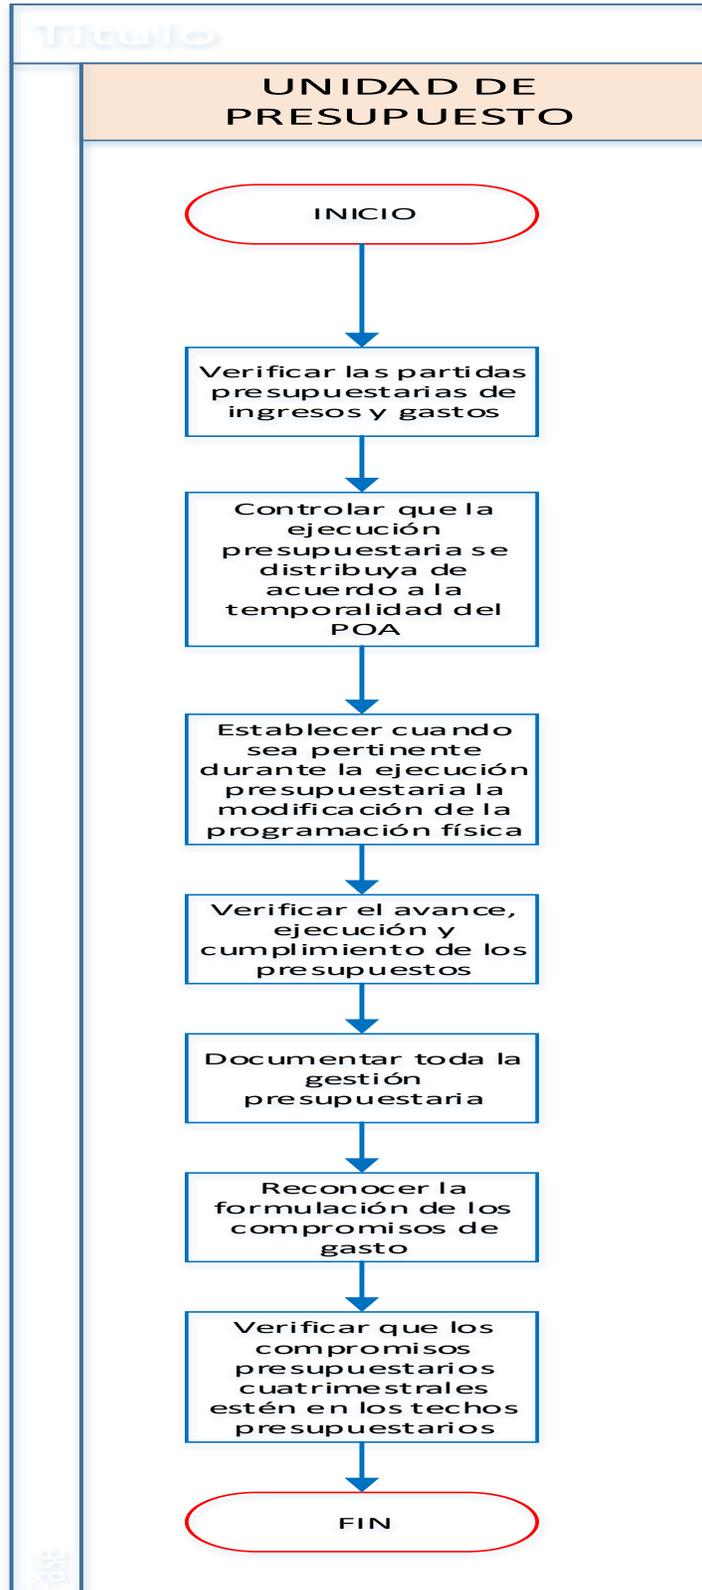 Título
UNIDAD DE
PRESUPUESTO
INICIO
Verificar las partidas
presupuestarias de
ingresos y gastos
Controlar que la
ejecución
presupuestaria se
distribuya de
acuerdo a la
temporalidad del
POA
Establecer cuando
sea pertinente
durante la ejecución
presupuestaria la
modificación de la
programación física
Verificar el avance,
ejecución y
cumplimiento de los
presupuestos
Documentar toda la
gestión
presupuestaria
Reconocer la
formulación de los
compromisos de
gasto
Verificar que los
compromisos
presupuestarios
cuatrimestrales
estén en los techos
presupuestarios
FIN
Fase